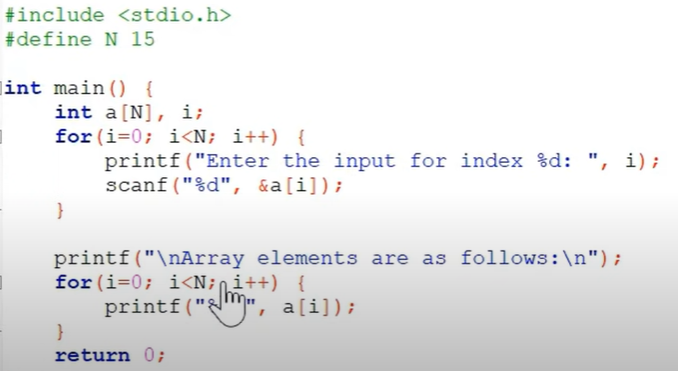 #include <stdio.h>
#define N 15
int main() {
int a[N], i;
for(i=0; i<N; i++) {
printf("Enter the input for index %d: ", i);
scanf("%d", &a[i]);
}
printf("\nArray elements are as follows:\n");
for(i=0; i<N; i++) {
printf(" ", a[i]);
}
return 0;